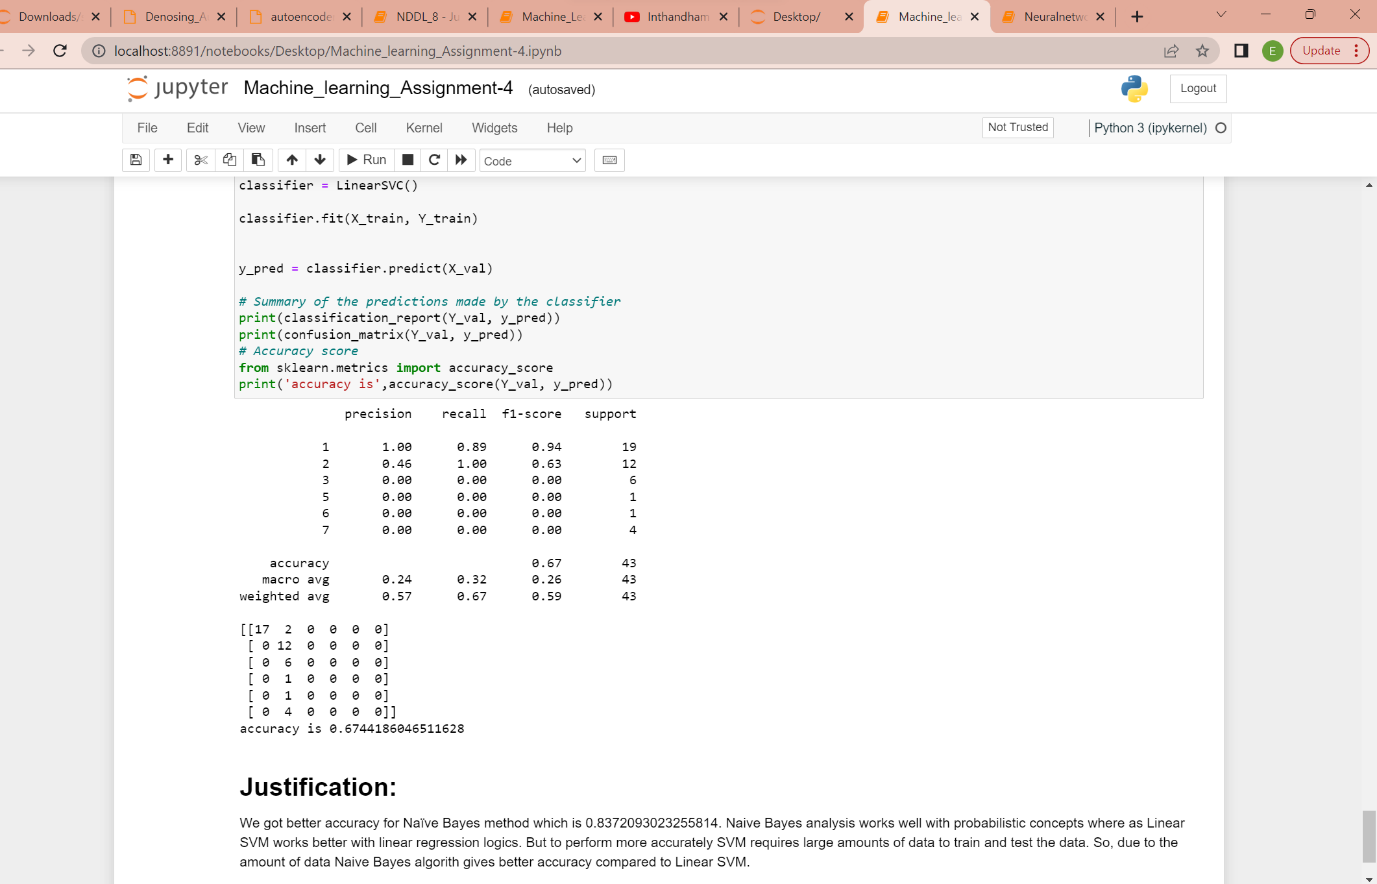 Downloads/
Denosing_A
autoencode
NDDL_8 - Ju
Machine_Le
Inthandham
Desktop/
Machine_lea
Neuralnetwo
localhost:8891/notebooks/Desktop/Machine_learning_Assignment-4.ipynb
E
Update
jupyter Machine_learning_Assignment-4 (autosaved)
Logout
File Edit View Insert Cell Kernel Widgets Help
Not Trusted
Python 3 (ipykernel)
Run
Code
classifier = LinearSVC()
classifier.fit(X_train, Y_train)
y_pred = classifier.predict(X_val)
# Summary of the predictions made by the classifier
print(classification_report(Y_val, y_pred))
print(confusion_matrix(Y_val, y_pred))
# Accuracy score
from sklearn.metrics import accuracy_score
print('accuracy is',accuracy_score(Y_val, y_pred))
precision recall f1-score support
1 1.00 0.89 0.94 19
2 0.46 1.00 0.63 12
3 0.00 0.00 0.00 6
5 0.00 0.00 0.00 1
6 0.00 0.00 0.00 1
7 0.00 0.00 0.00 4
accuracy 0.67 43
macro avg 0.24 0.32 0.26 43
weighted avg 0.57 0.67 0.59 43
[[17 2 0 0 0 0]
[ 0 12 0 0 0 0]
[ 0 6 0 0 0 0]
[ 0 1 0 0 0 0]
[ 0 1 0 0 0 0]
[ 0 4 0 0 0 0]]
accuracy is 0.6744186046511628
Justification:
We got better accuracy for Naïve Bayes method which is 0.8372093023255814. Naive Bayes analysis works well with probabilistic concepts where as Linear
SVM works better with linear regression logics. But to perform more accurately SVM requires large amounts of data to train and test the data. So, due to the
amount of data Naive Bayes algorith gives better accuracy compared to Linear SVM.